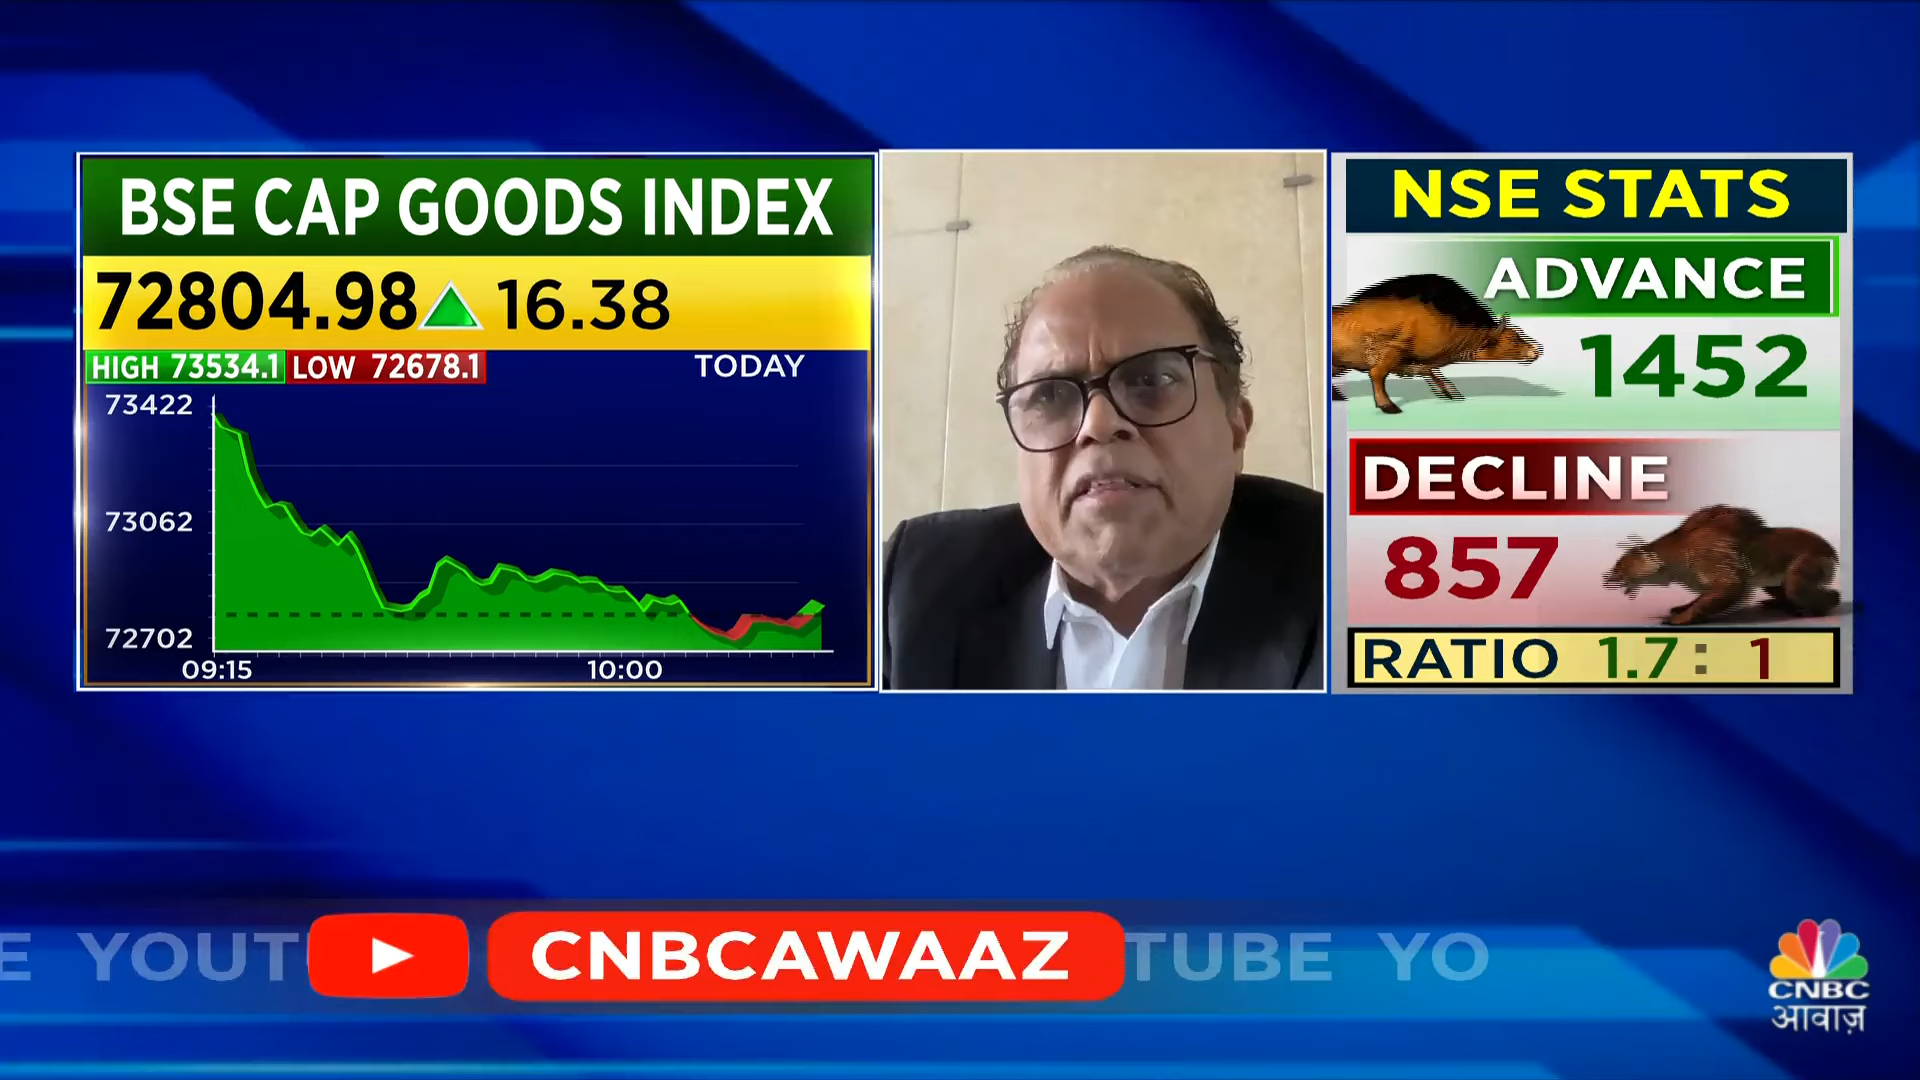 BSE CAP GOODS INDEX
72804.98 16.38
HIGH 73534.1 LOW 72678.1 TODAY
73422
73062
72702
09:15 10:00
NSE STATS
ADVANCE
1452
DECLINE
857
RATIO 1.7 : 1
E YOUT CNBCAWAAZ TUBE YO
CNBC
आवाज़